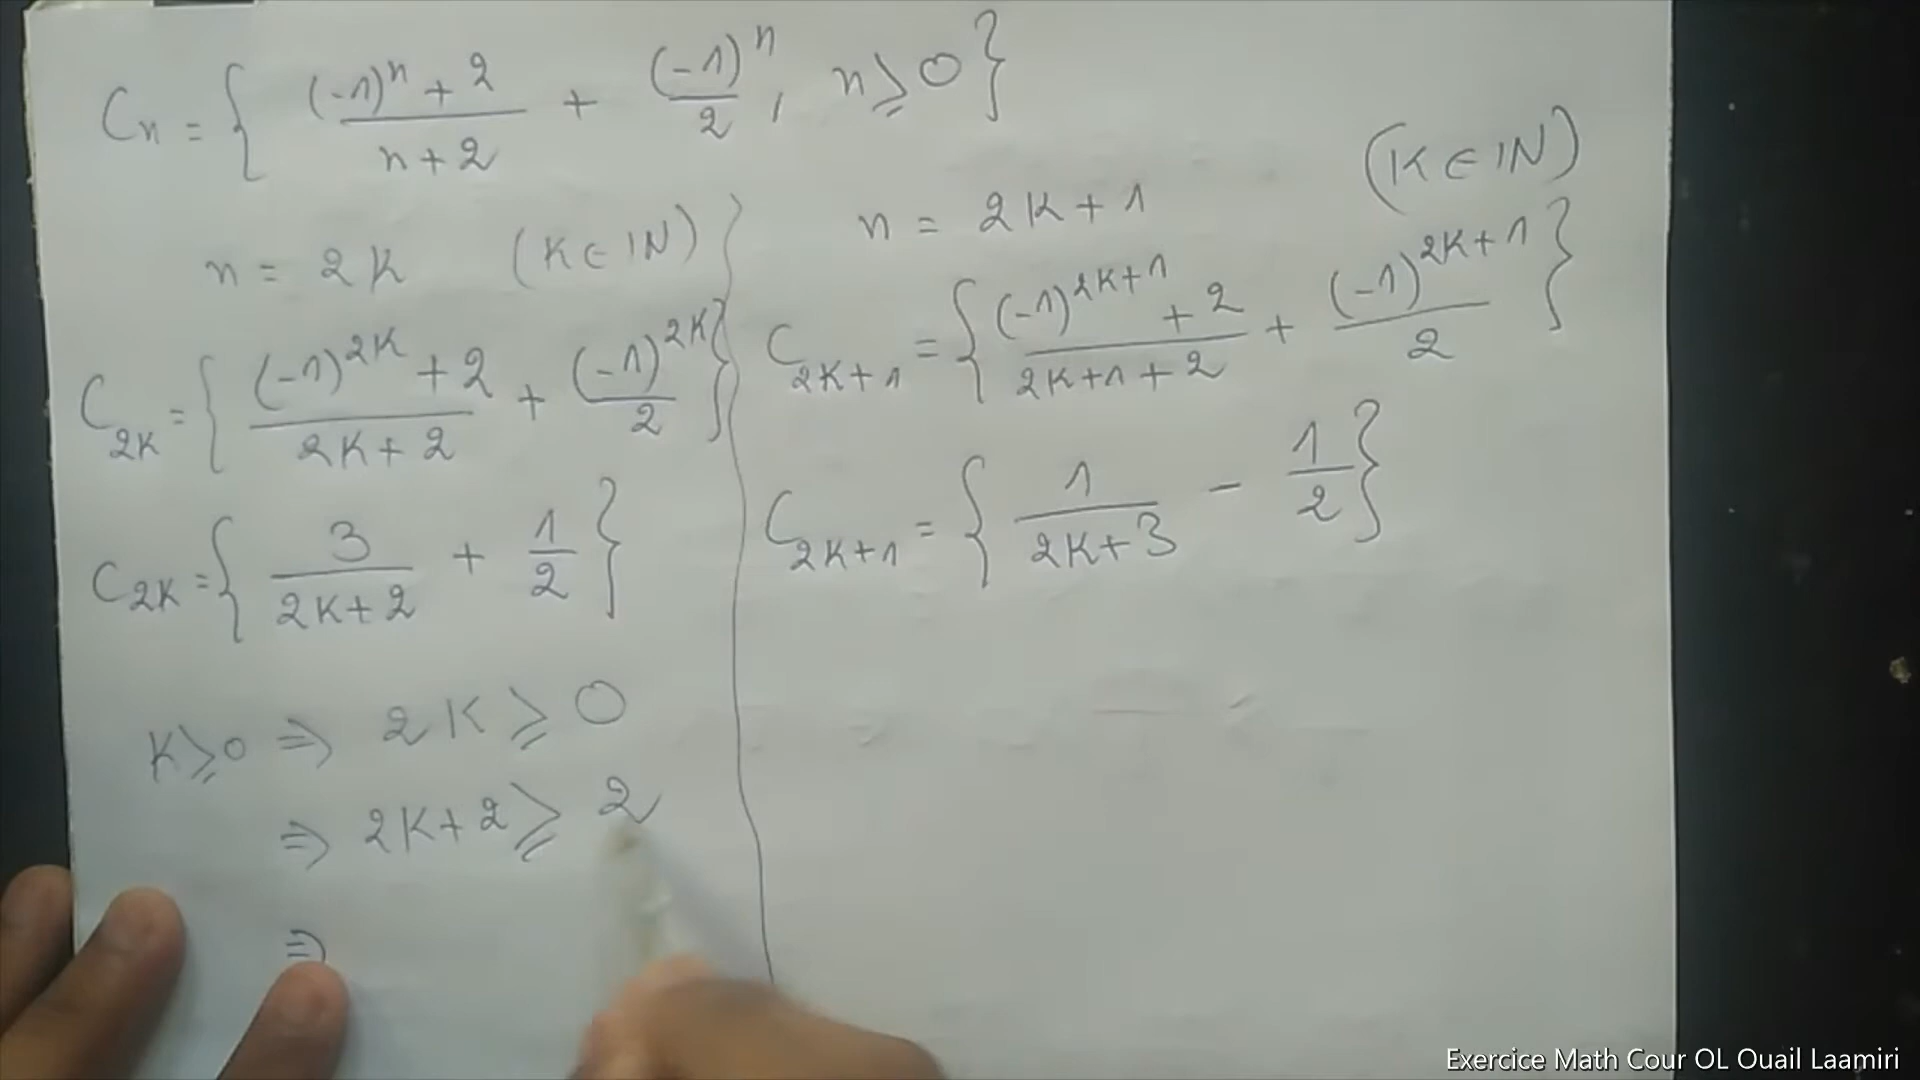 Cn = { (-1)^n + 2 / n + 2 + (-1)^n / 2 , n ≥ 0 }
n = 2K (K ∈ IN)
C2K = { (-1)^2K + 2 / 2K + 2 + (-1)^2K / 2 }
C2K = { 3 / 2K + 2 + 1 / 2 }
K ≥ 0 ⇒ 2K ≥ 0
⇒ 2K + 2 ≥ 2
⇒
n = 2K + 1 (K ∈ IN)
C2K+1 = { (-1)^2K+1 + 2 / 2K+1 + 2 + (-1)^2K+1 / 2 }
C2K+1 = { 1 / 2K+3 - 1 / 2 }
Exercice Math Cour OL Ouail Laamiri